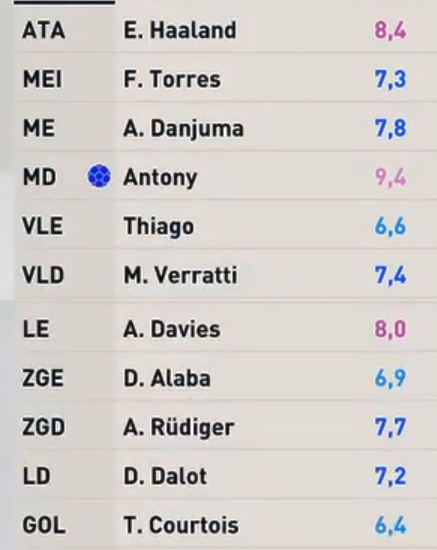 ATA E. Haaland 8,4
MEI F. Torres 7,3
ME A. Danjuma 7,8
MD Antony 9,4
VLE Thiago 6,6
VLD M. Verratti 7,4
LE A. Davies 8,0
ZGE D. Alaba 6,9
ZGD A. Rüdiger 7,7
LD D. Dalot 7,2
GOL T. Courtois 6,4